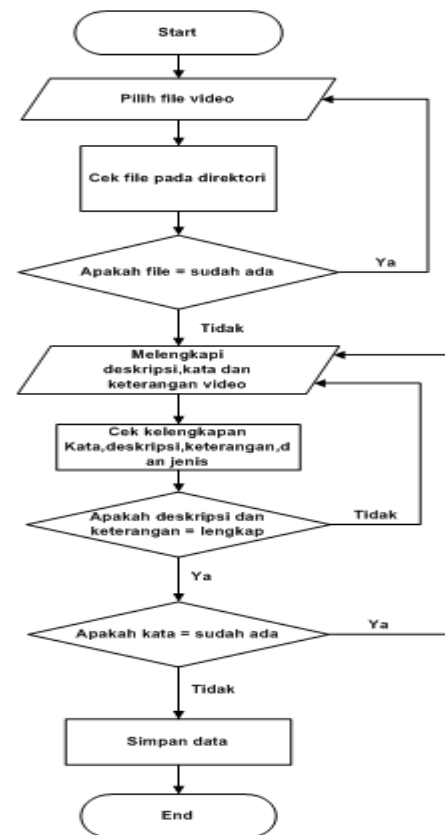 Start
Pilih file video
Cek file pada direktori
Apakah file = sudah ada
Ya
Tidak
Melengkapi
deskripsi,kata dan
keterangan video
Cek kelengkapan
Kata,deskripsi,keterangan,d
an jenis
Apakah deskripsi dan
keterangan = lengkap
Tidak
Ya
Apakah kata = sudah ada
Ya
Tidak
Simpan data
End